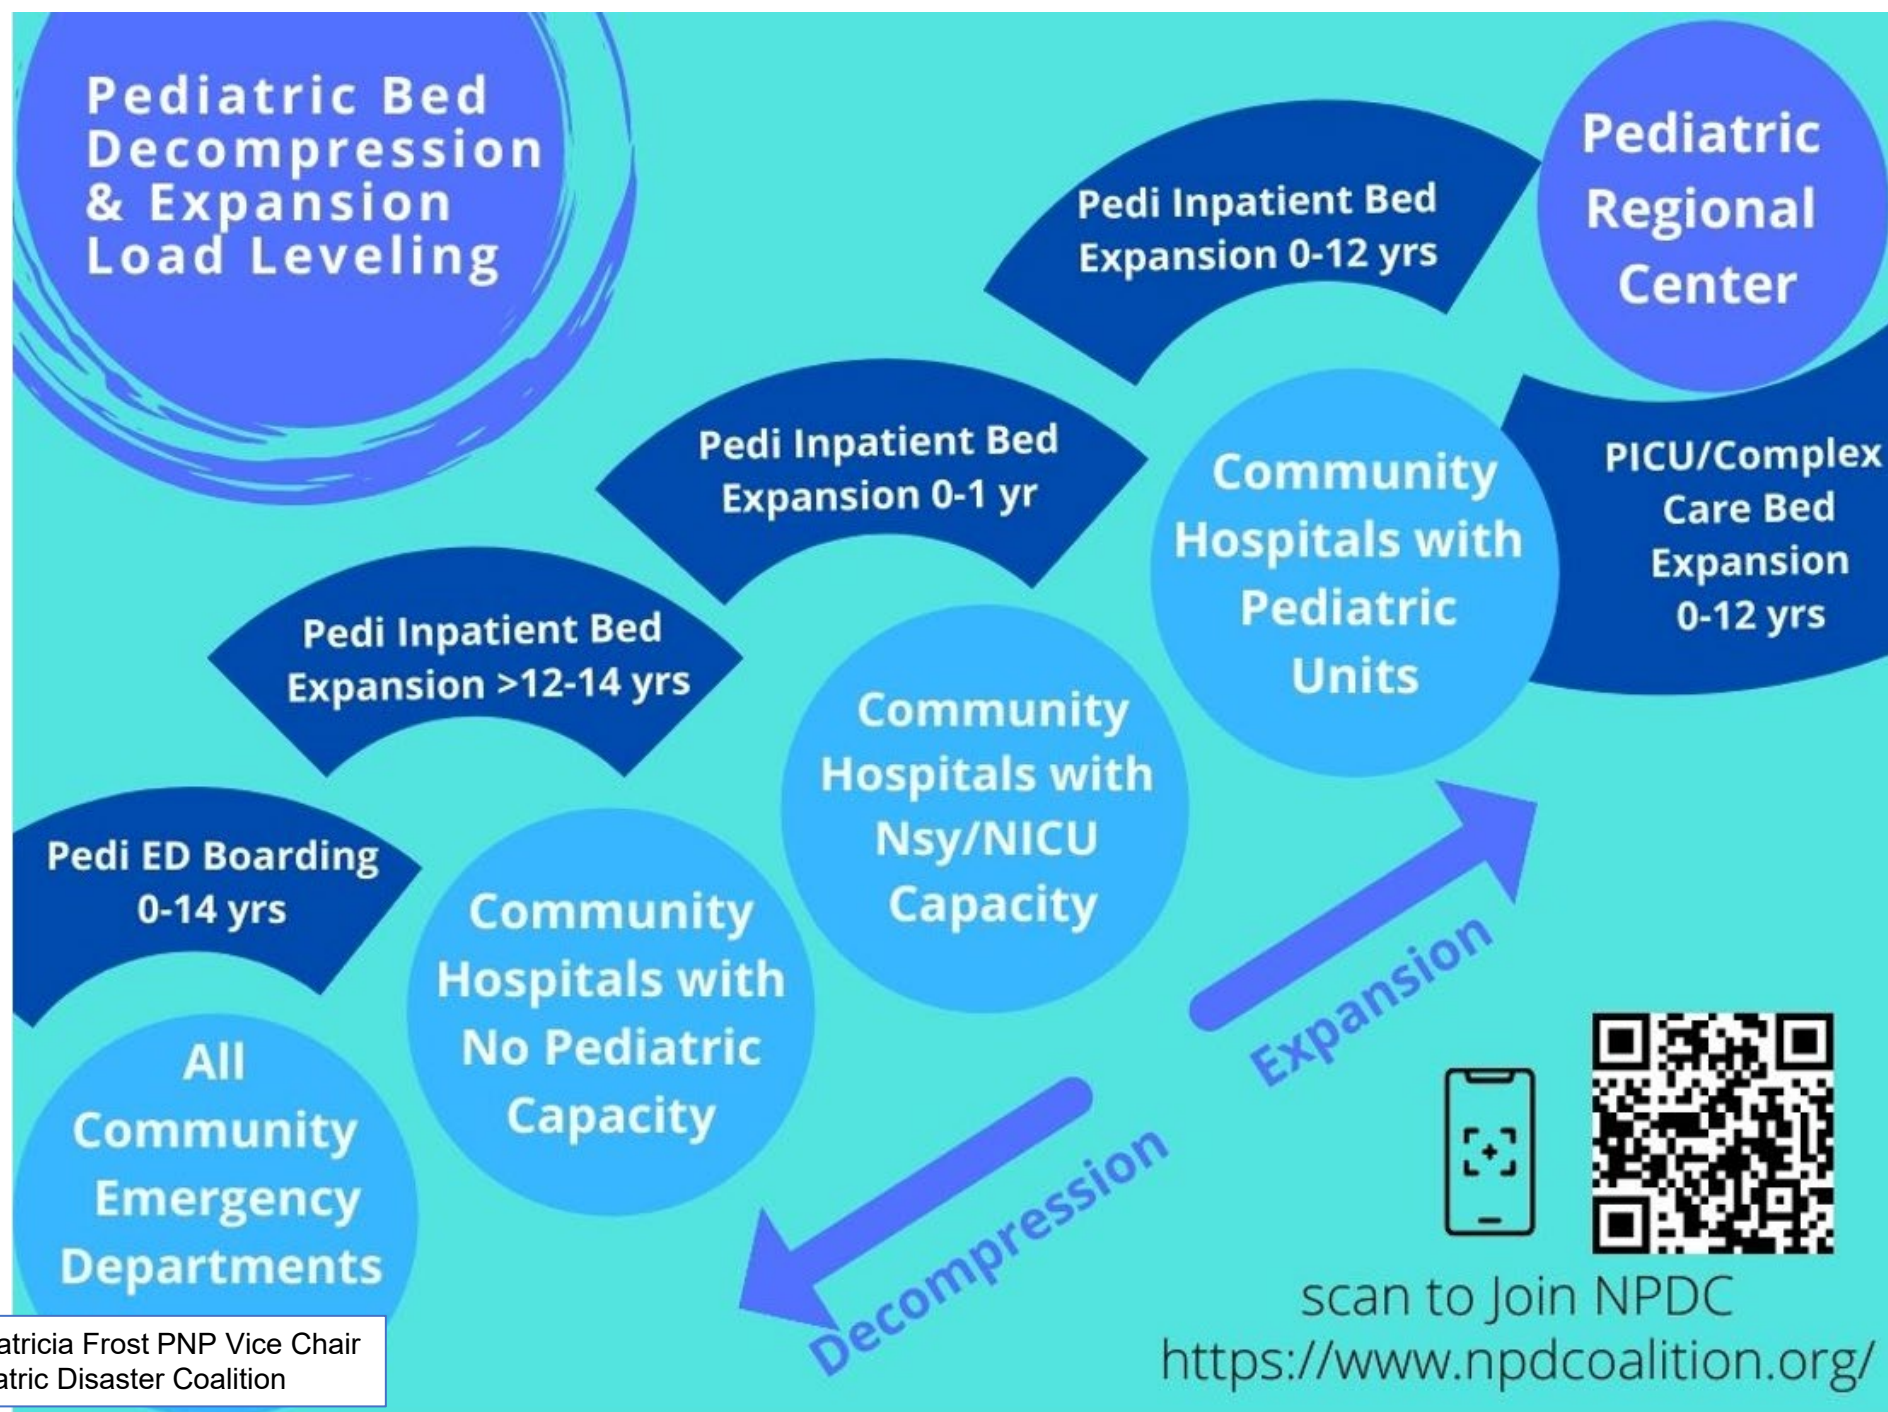 Pediatric Bed
Decompression
& Expansion
Load Leveling
Pediatric
Regional
Center
Pedi Inpatient Bed
Expansion 0-12 yrs
PICU/Complex
Care Bed
Expansion
0-12 yrs
Community
Hospitals with
Pediatric
Units
Pedi Inpatient Bed
Expansion 0-1 yr
Community
Hospitals with
Nsy/NICU
Capacity
Pedi Inpatient Bed
Expansion >12-14 yrs
Community
Hospitals with
No Pediatric
Capacity
Pedi ED Boarding
0-14 yrs
All
Community
Emergency
Departments
Expansion
Decompression
scan to Join NPDC
https://www.npdcoalition.org/
atricia Frost PNP Vice Chair
atric Disaster Coalition